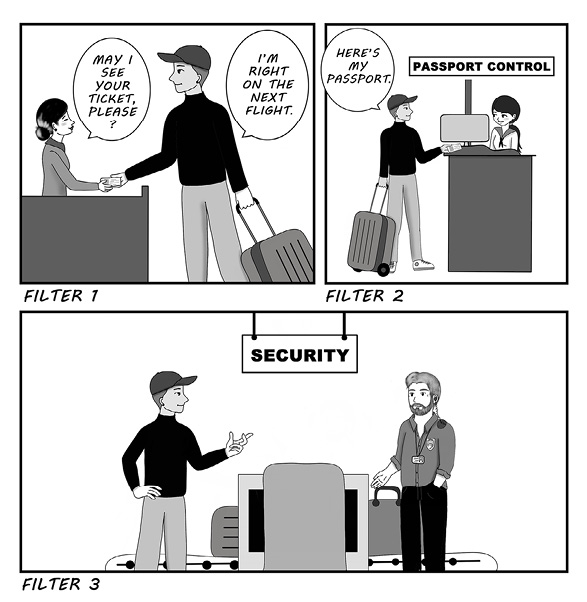 MAY I
SEE
YOUR
TICKET,
PLEASE
?
I'M
RIGHT
ON THE
NEXT
FLIGHT.
FILTER 1
HERE'S
MY
PASSPORT.
PASSPORT CONTROL
FILTER 2
SECURITY
FILTER 3